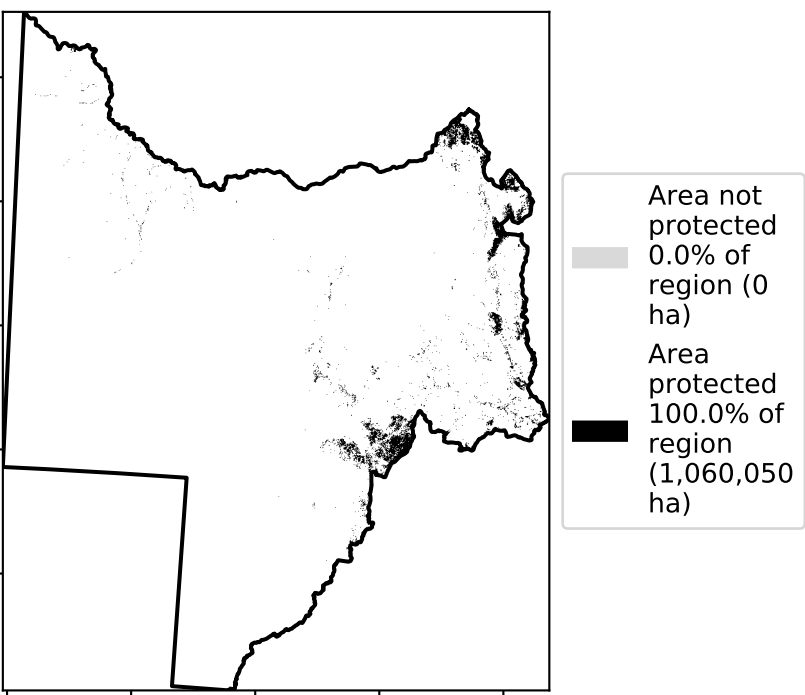 Area not
protected
0.0% of
region (0
ha)
Area
protected
100.0% of
region
(1,060,050
ha)